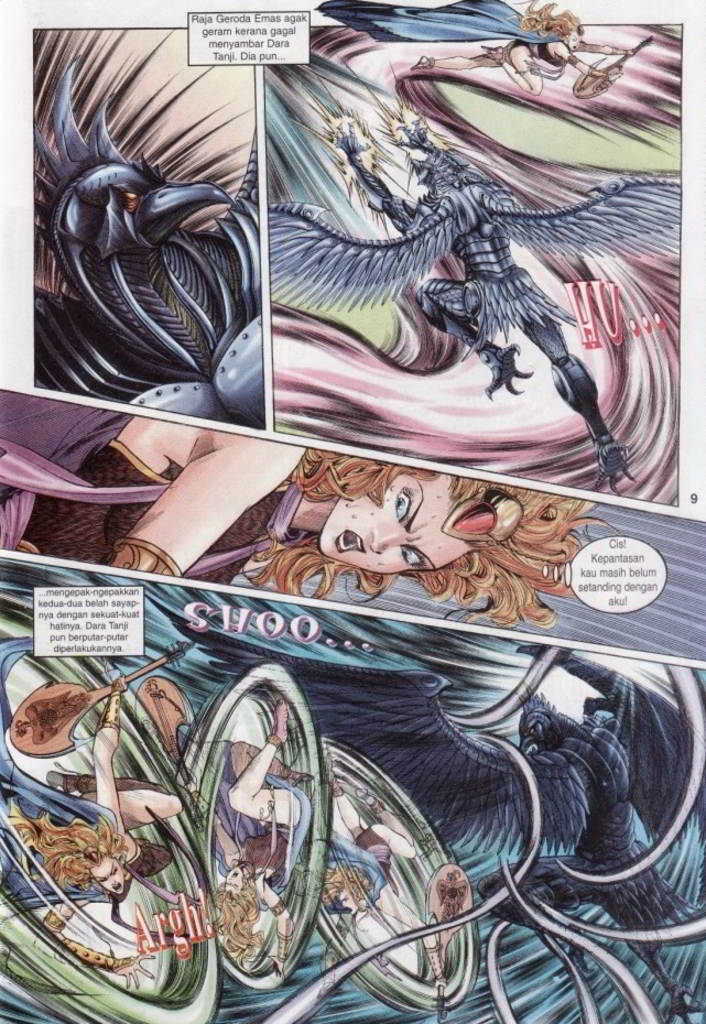 Raja Geroda Emas agak
geram kerana gagal
menyambar Dara
Tanji. Dia pun...
HU...
9
Cis!
Kepantasan
kau masih belum
setanding dengan
aku!
...mengepak-ngepakkan
kedua-dua belah sayap-
nya dengan sekuat-kuat
hatinya. Dara Tanji
pun berputar-putar
diperlakukannya.
SHOOSH...
Argh!